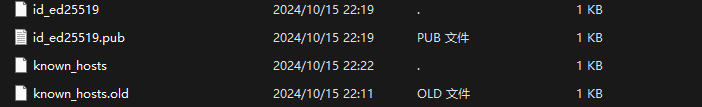 id_ed25519 2024/10/15 22:19 . 1 KB
id_ed25519.pub 2024/10/15 22:19 PUB 文件 1 KB
known_hosts 2024/10/15 22:22 . 1 KB
known_hosts.old 2024/10/15 22:11 OLD 文件 1 KB